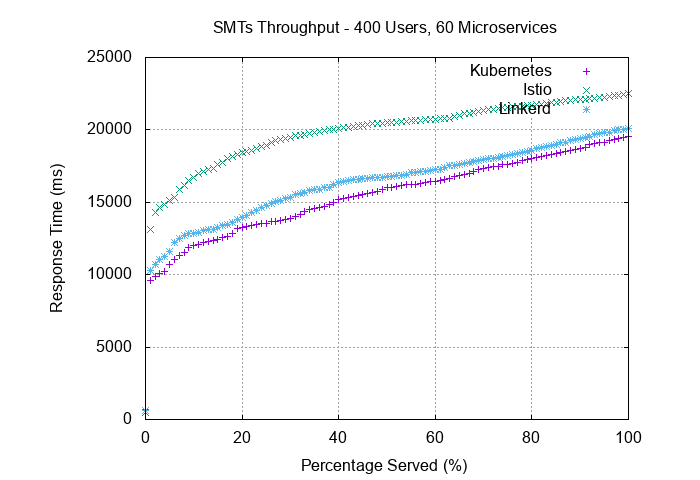 SMTs Throughput - 400 Users, 60 Microservices
25000
20000
15000
10000
5000
0
Response Time (ms)
Kubernetes
Istio
Linkerd
0 20 40 60 80 100
Percentage Served (%)